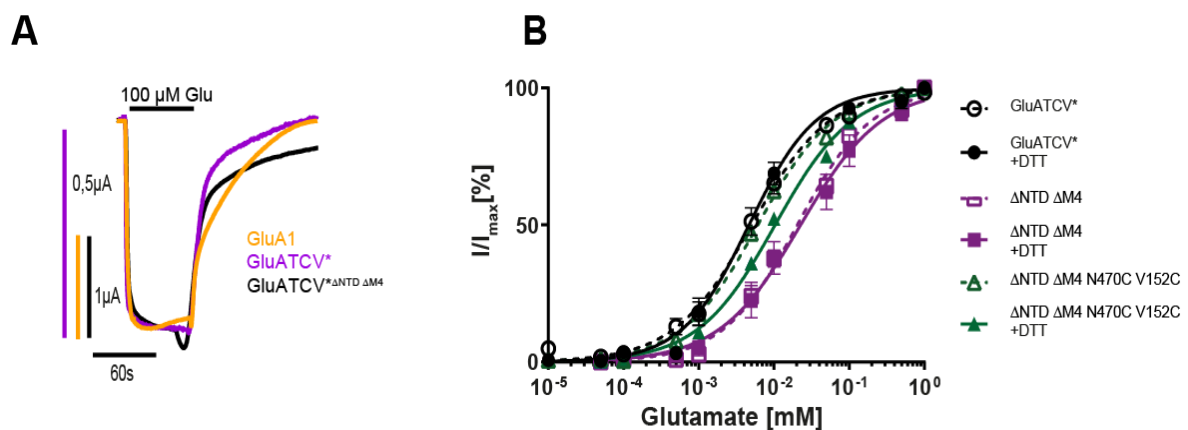 A
100 µM Glu
0,5µA
1µA
GluA1
GluATCV*
GluATCV*ΔNTD ΔM4
60s
B
I/Imax[%]
100
50
0
10-5
10-4
10-3
10-2
10-1
100
Glutamate [mM]
GluATCV*
GluATCV*
+DTT
ΔNTD ΔM4
ΔNTD ΔM4
+DTT
ΔNTD ΔM4 N470C V152C
ΔNTD ΔM4 N470C V152C
+DTT